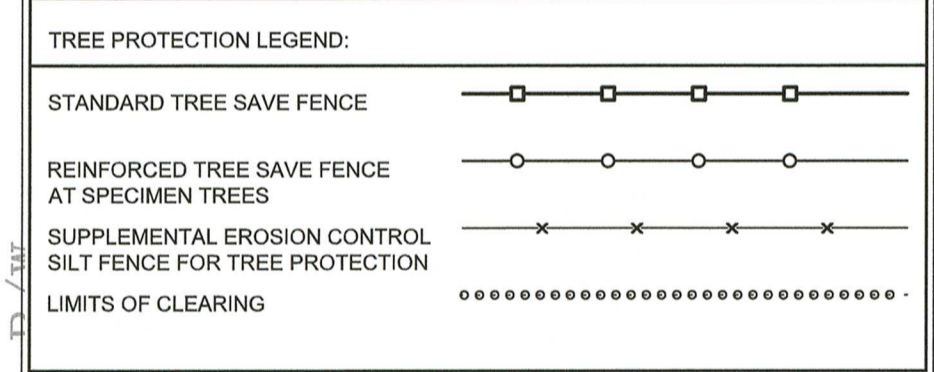 TREE PROTECTION LEGEND:
STANDARD TREE SAVE FENCE
REINFORCED TREE SAVE FENCE
AT SPECIMEN TREES
SUPPLEMENTAL EROSION CONTROL
SILT FENCE FOR TREE PROTECTION
LIMITS OF CLEARING
R/W